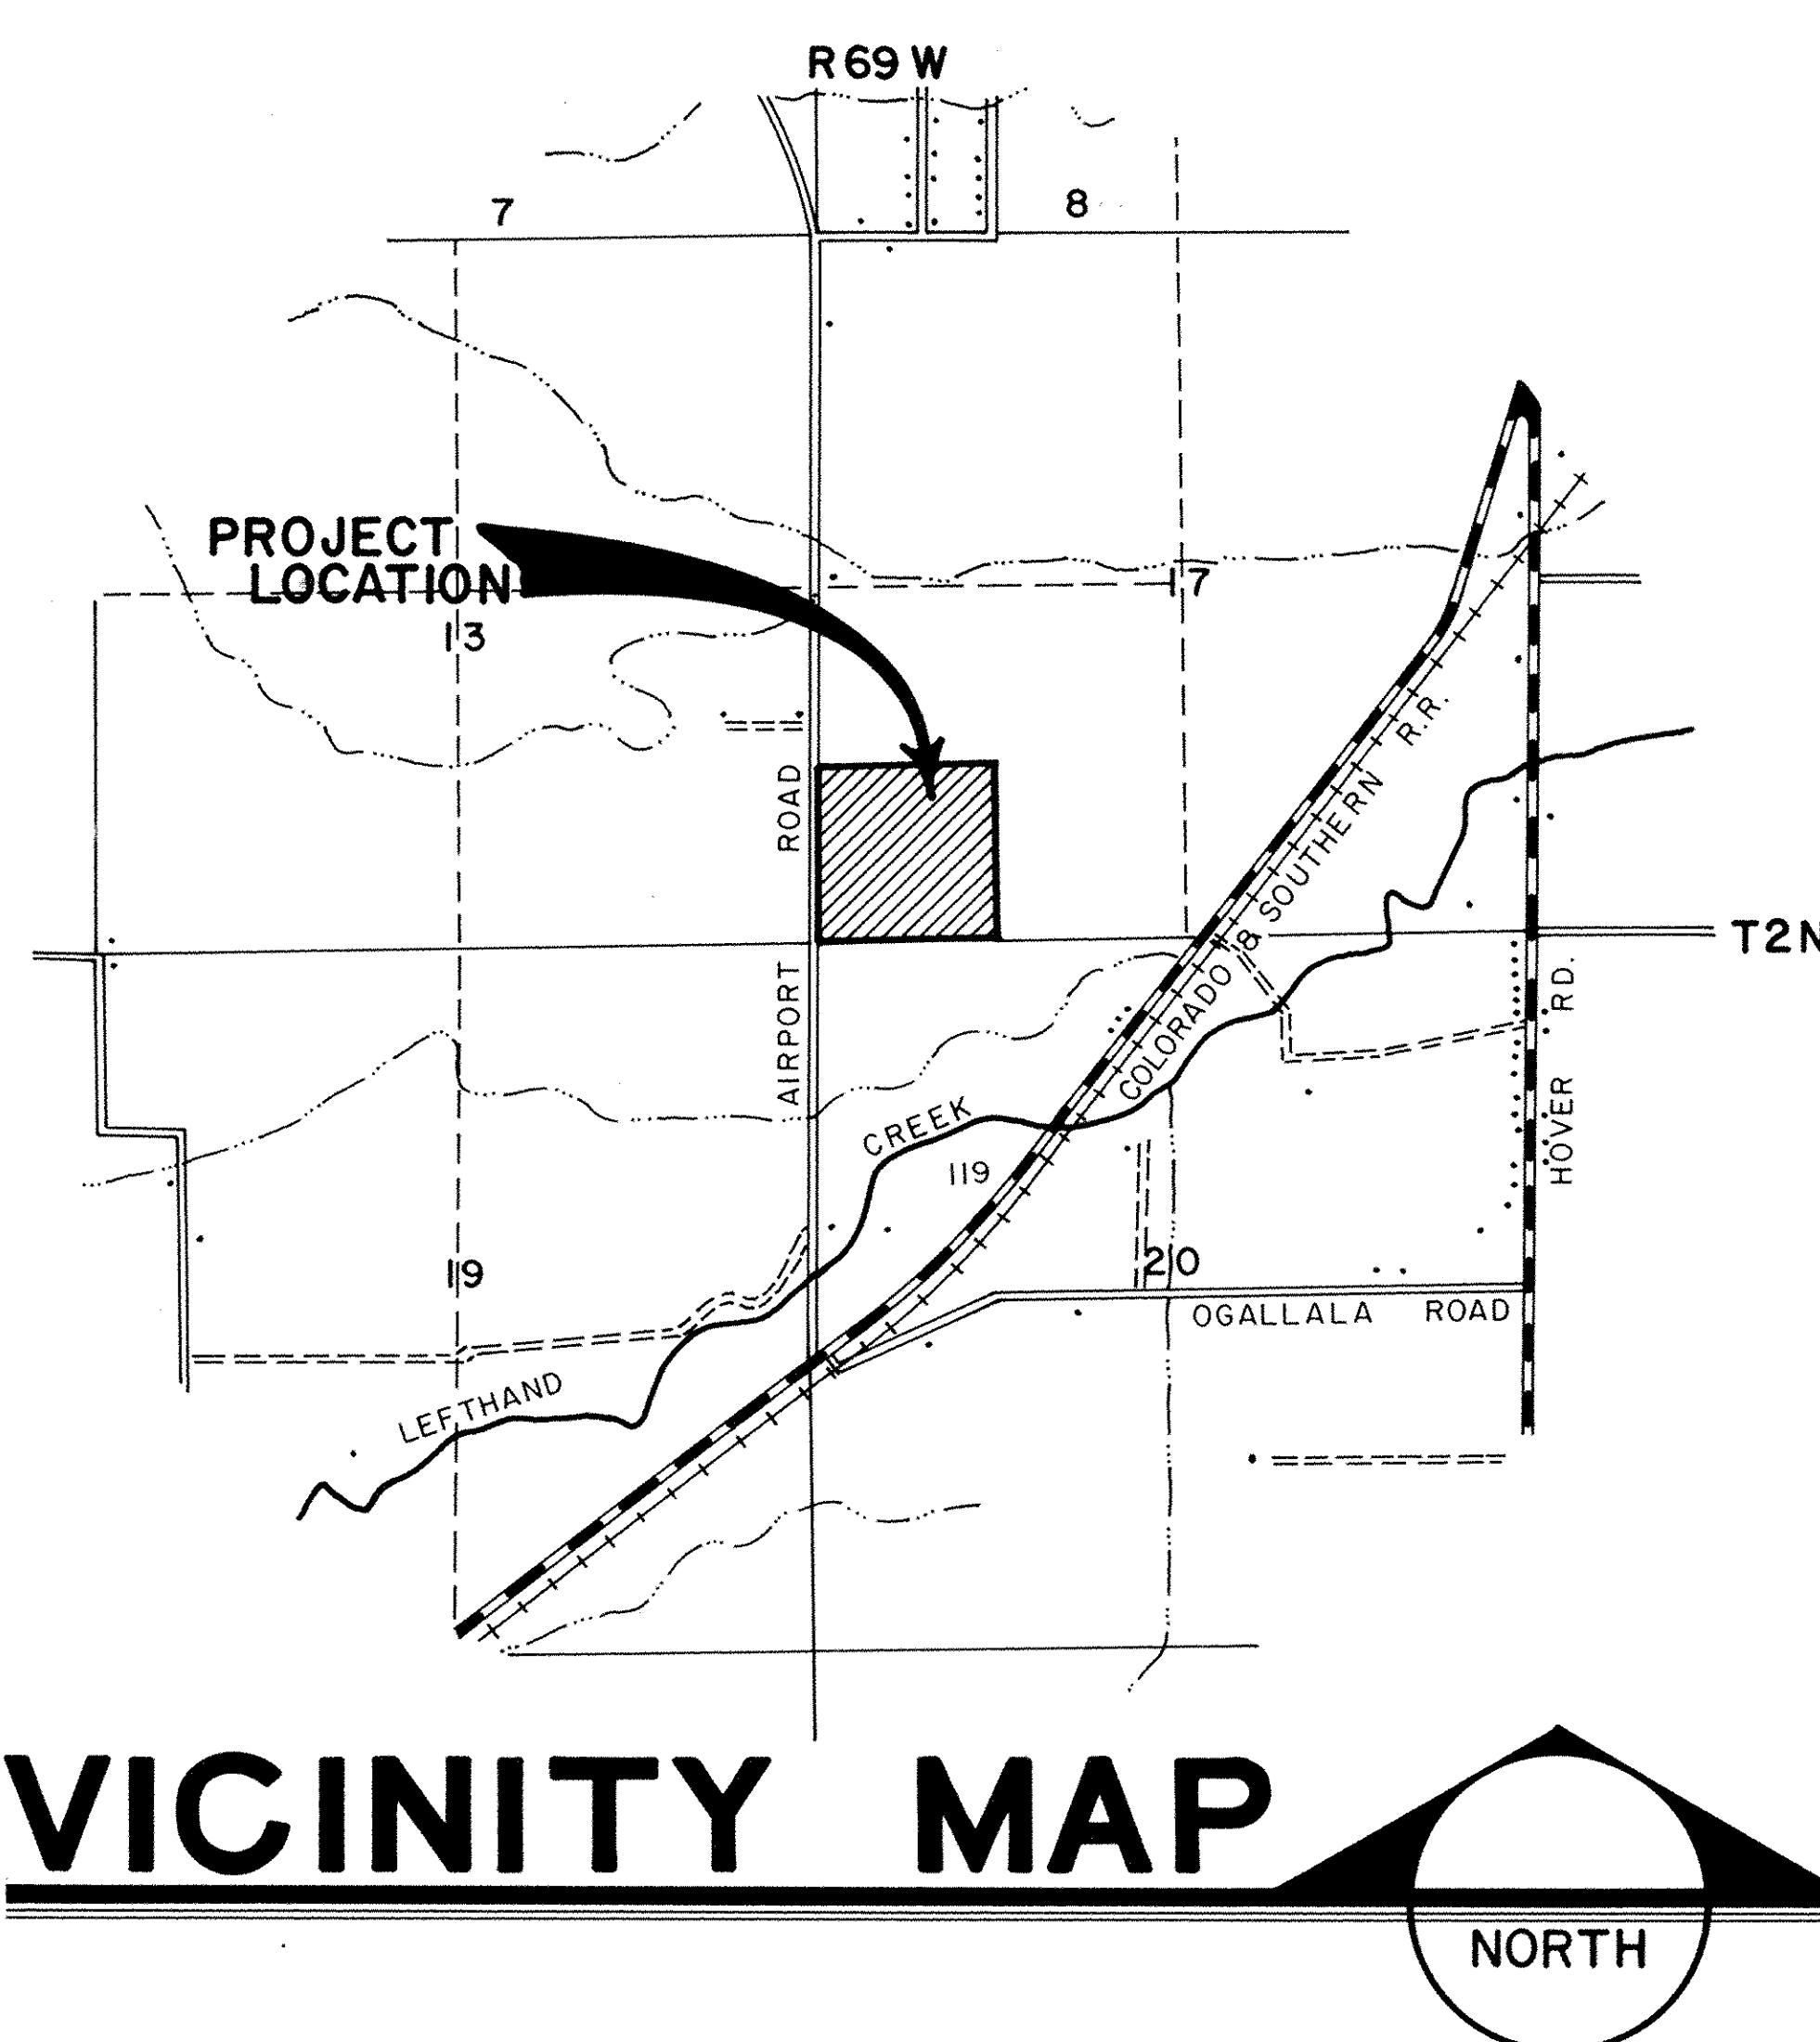 R 69 W
7
8
PROJECT
LOCATION
17
13
ROAD
COLORADO & SOUTHERN R.R.
T2N
AIRPORT
HOVER RD.
CREEK
119
19
20
OGALLALA ROAD
LEFTHAND
VICINITY MAP
NORTH